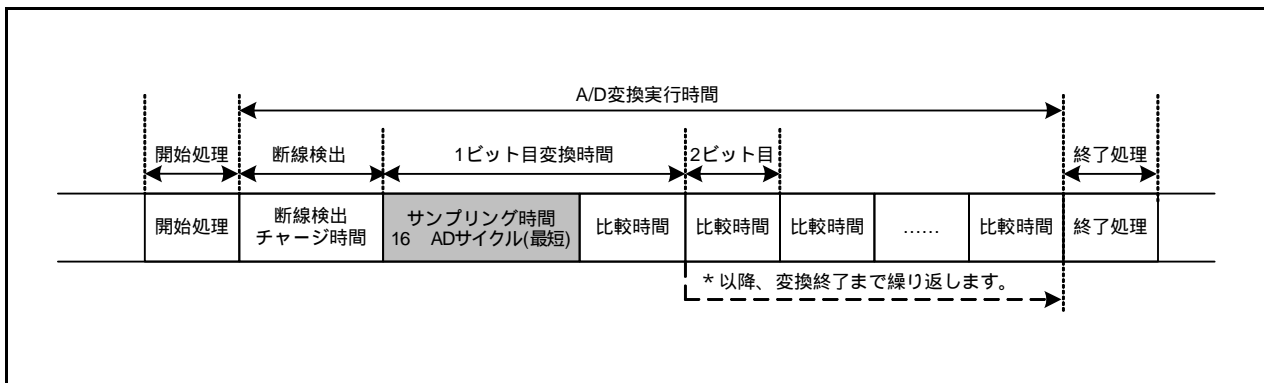 A/D変換実行時間
開始処理 断線検出 1ビット目変換時間 2ビット目 終了処理
開始処理
断線検出
チャージ時間
サンプリング時間
16 ADサイクル(最短)
比較時間
比較時間
比較時間
……
比較時間
終了処理
*以降、変換終了まで繰り返します。